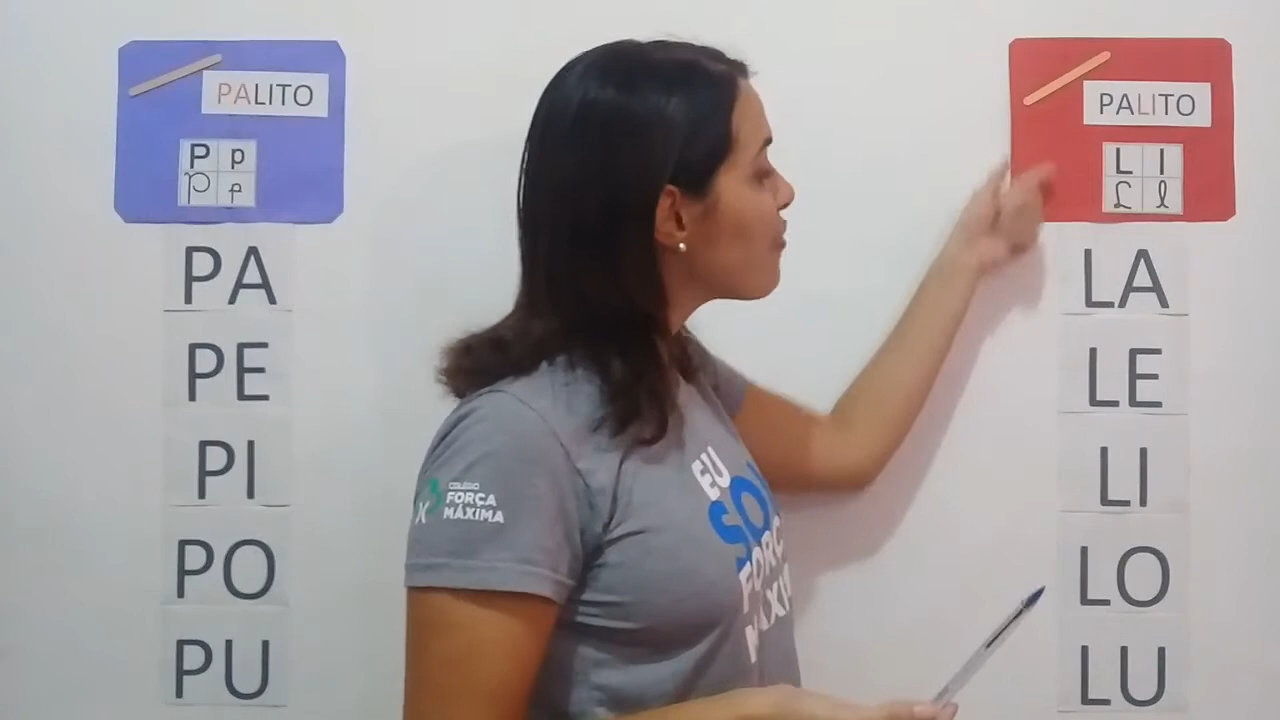 PALITO
P p
P p
PA
PE
PI
PO
PU
COLÉGIO
FORÇA
MÁXIMA
EU
SOU
FORÇA
MÁXIMA
PALITO
L l
L l
LA
LE
LI
LO
LU